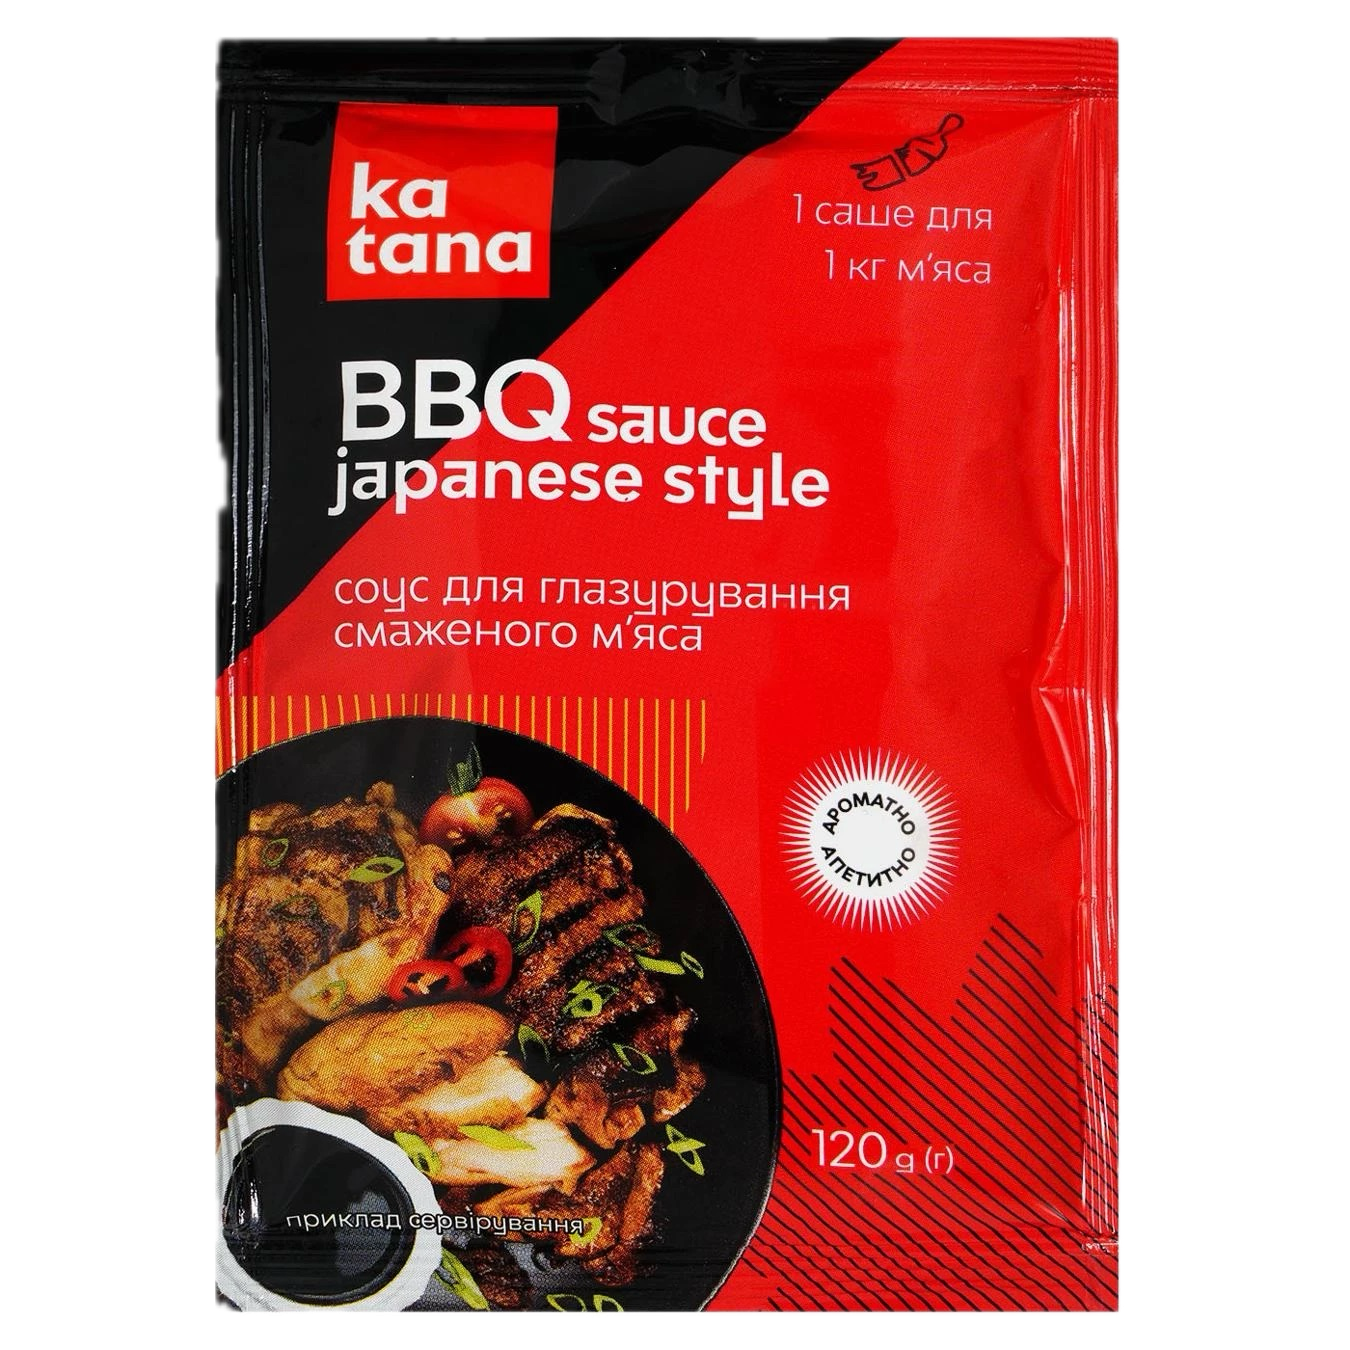 ka
tana
1 саше для
1 кг м'яса
BBQ sauce
japanese style
соус для глазурування
смаженого м'яса
АРОМАТНО
АПЕТИТНО
120 g (г)
приклад сервірування